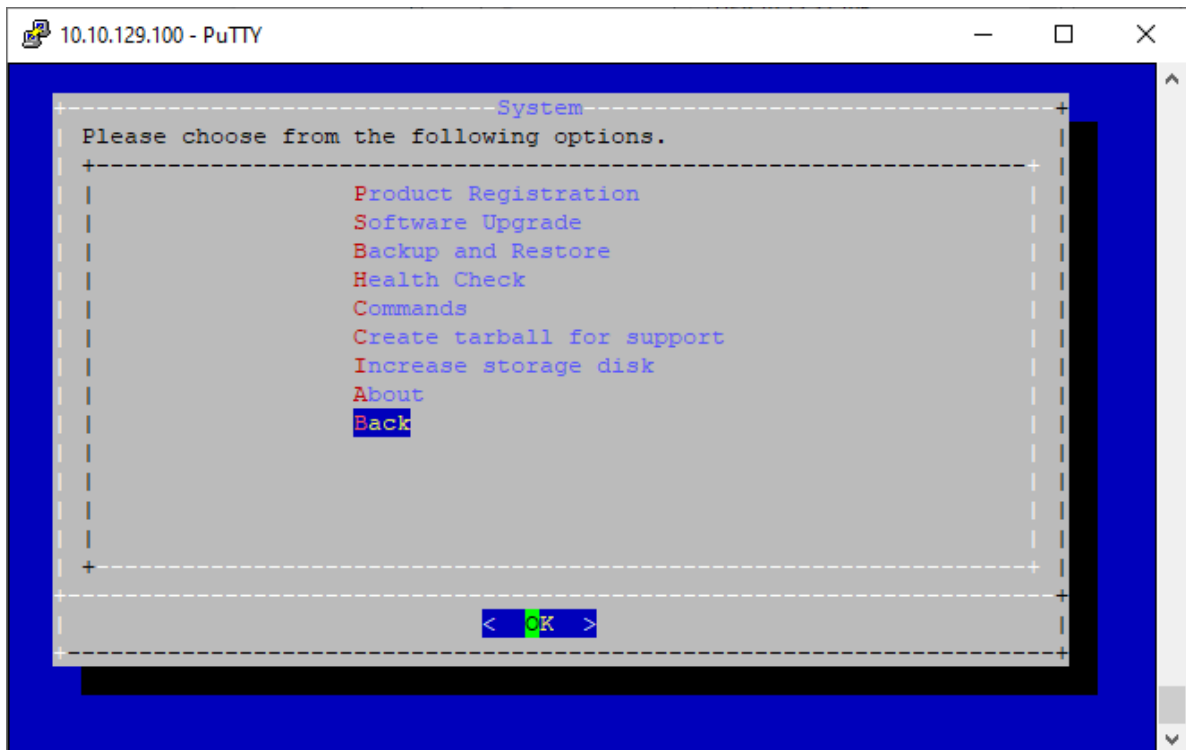 10.10.129.100 - PuTTY
System
Please choose from the following options.
Product Registration
Software Upgrade
Backup and Restore
Health Check
Commands
Create tarball for support
Increase storage disk
About
Back
< OK >